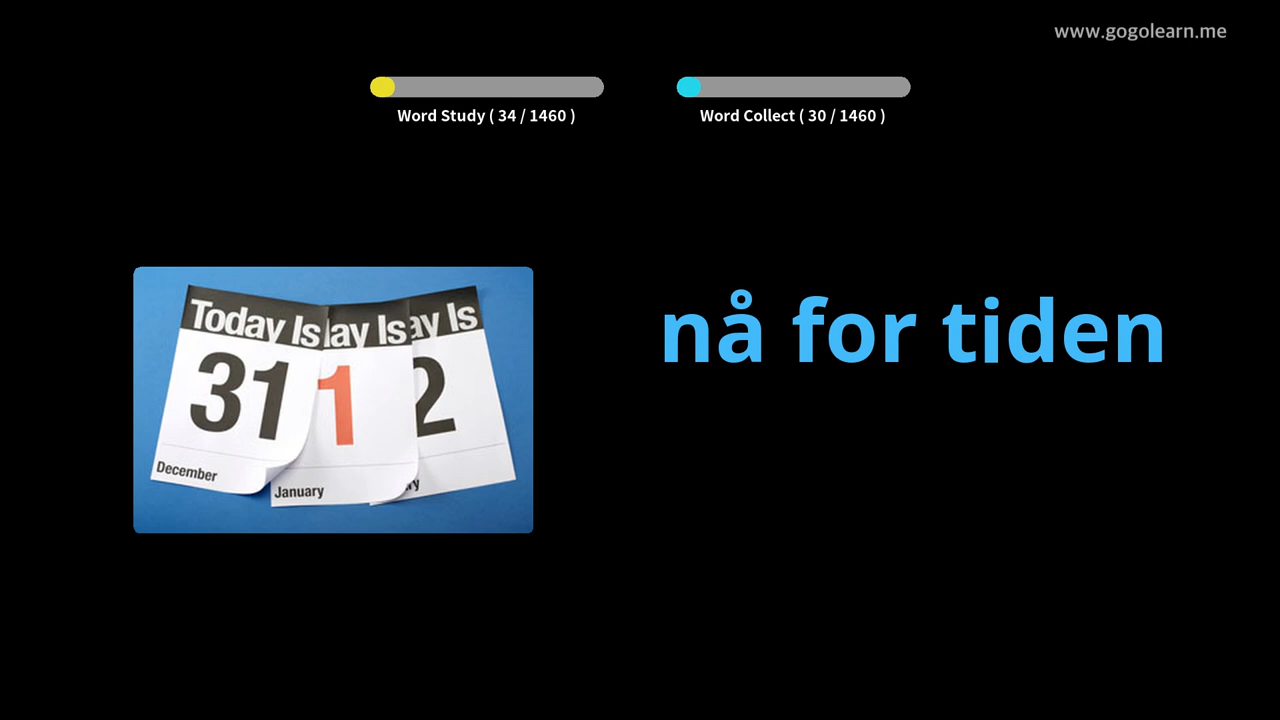 www.gogolearn.me
Word Study ( 34 / 1460 )
Word Collect ( 30 / 1460 )
nå for tiden
Today Is
ay Is
ay Is
31
1
2
December
January
ry